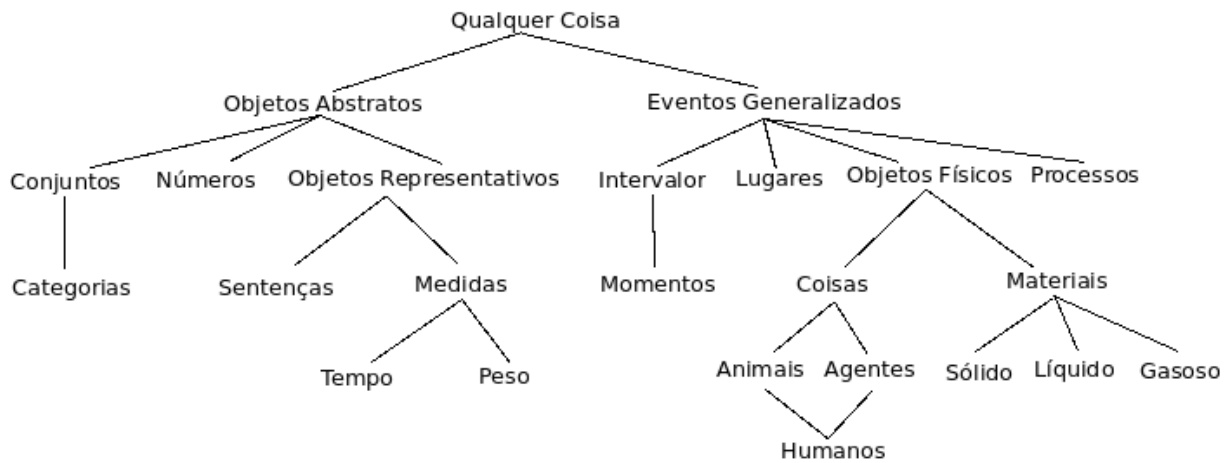 Qualquer Coisa
Objetos Abstratos Eventos Generalizados
Conjuntos Números Objetos Representativos Intervalor Lugares Objetos Físicos Processos
Categorias Sentenças Medidas Momentos Coisas Materiais
Tempo Peso Animais Agentes Sólido Líquido Gasoso
Humanos